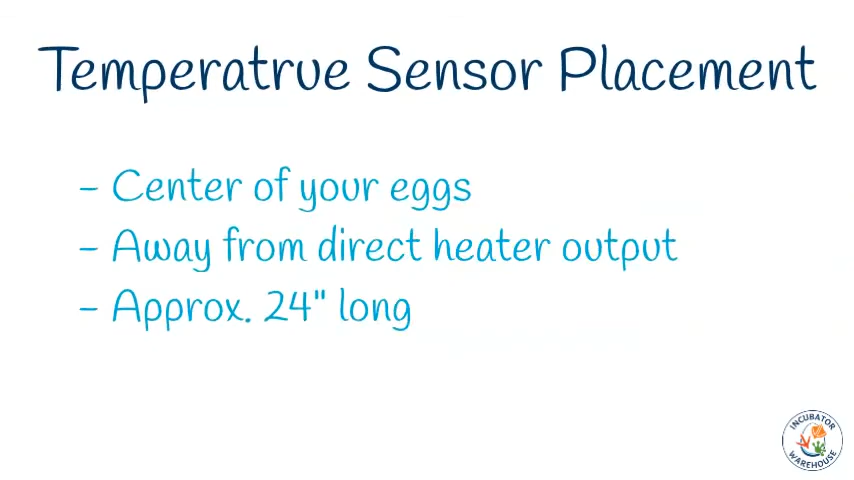 Temperatrue Sensor Placement
- Center of your eggs
- Away from direct heater output
- Approx. 24" long
INCUBATOR
WAREHOUSE